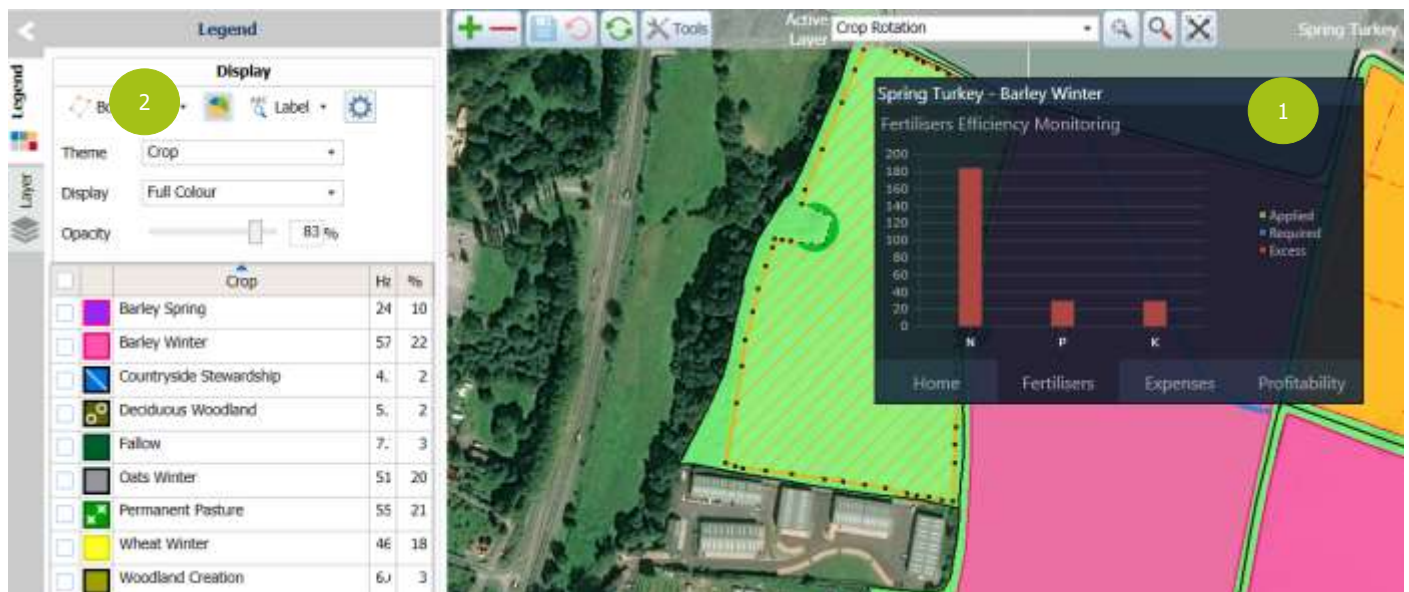 Legend
Legend
Layer
Display
Bo
2
Label
Theme
Crop
Display
Full Colour
Opacity
83 %
Crop
Ha
%
Barley Spring
24
10
Barley Winter
57
22
Countryside Stewardship
4.
2
Deciduous Woodland
5.
2
Fallow
7.
3
Oats Winter
51
20
Permanent Pasture
55
21
Wheat Winter
46
18
Woodland Creation
6.
3
Tools
Active
Layer
Crop Rotation
Spring Turkey
Spring Turkey - Barley Winter
1
Fertilisers Efficiency Monitoring
200
180
160
140
120
100
80
60
40
20
0
N
P
K
Applied
Required
Excess
Home
Fertilisers
Expenses
Profitability